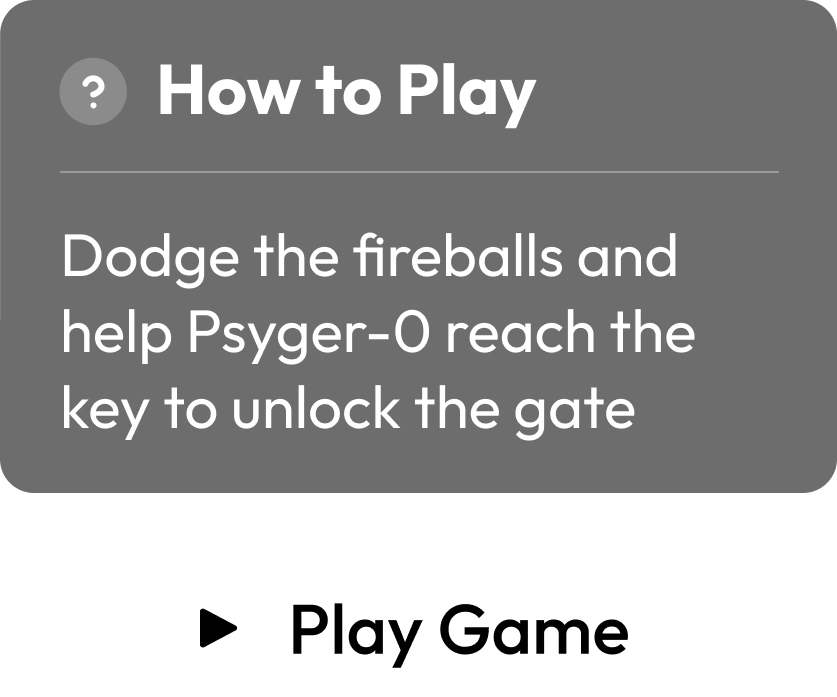 ? How to Play
Dodge the fireballs and
help Psyger-0 reach the
key to unlock the gate
Play Game